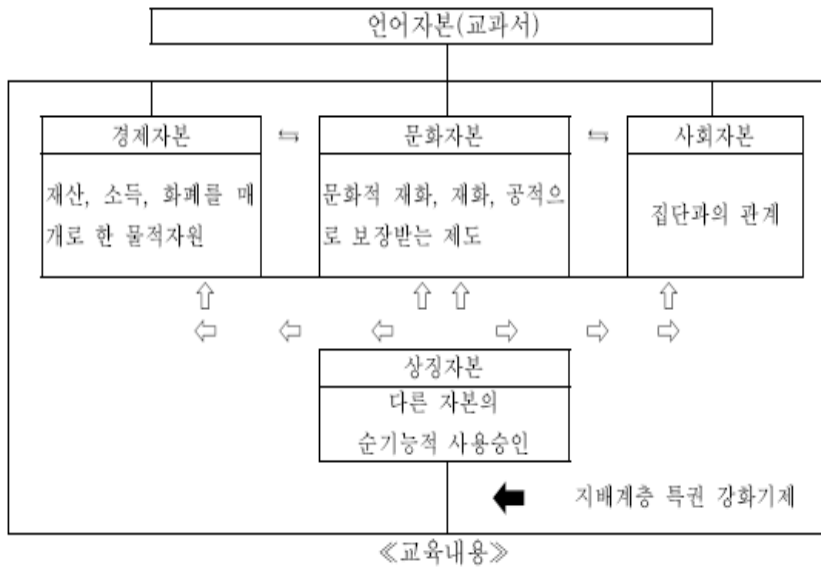 언어자본(교과서)
경제자본 ⇆ 문화자본 ⇆ 사회자본
재산, 소득, 화폐를 매
개로 한 물적자원
문화적 재화, 재화, 공적으
로 보장받는 제도
집단과의 관계
상징자본
다른 자본의
순기능적 사용승인
지배계층 특권 강화기제
≪교육내용≫